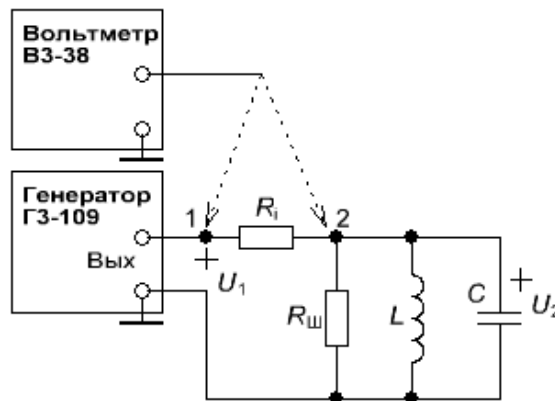 Вольтметр
В3-38
Генератор
Г3-109
Вых
1
Ri
2
+
U1
RШ
L
C
+
U2